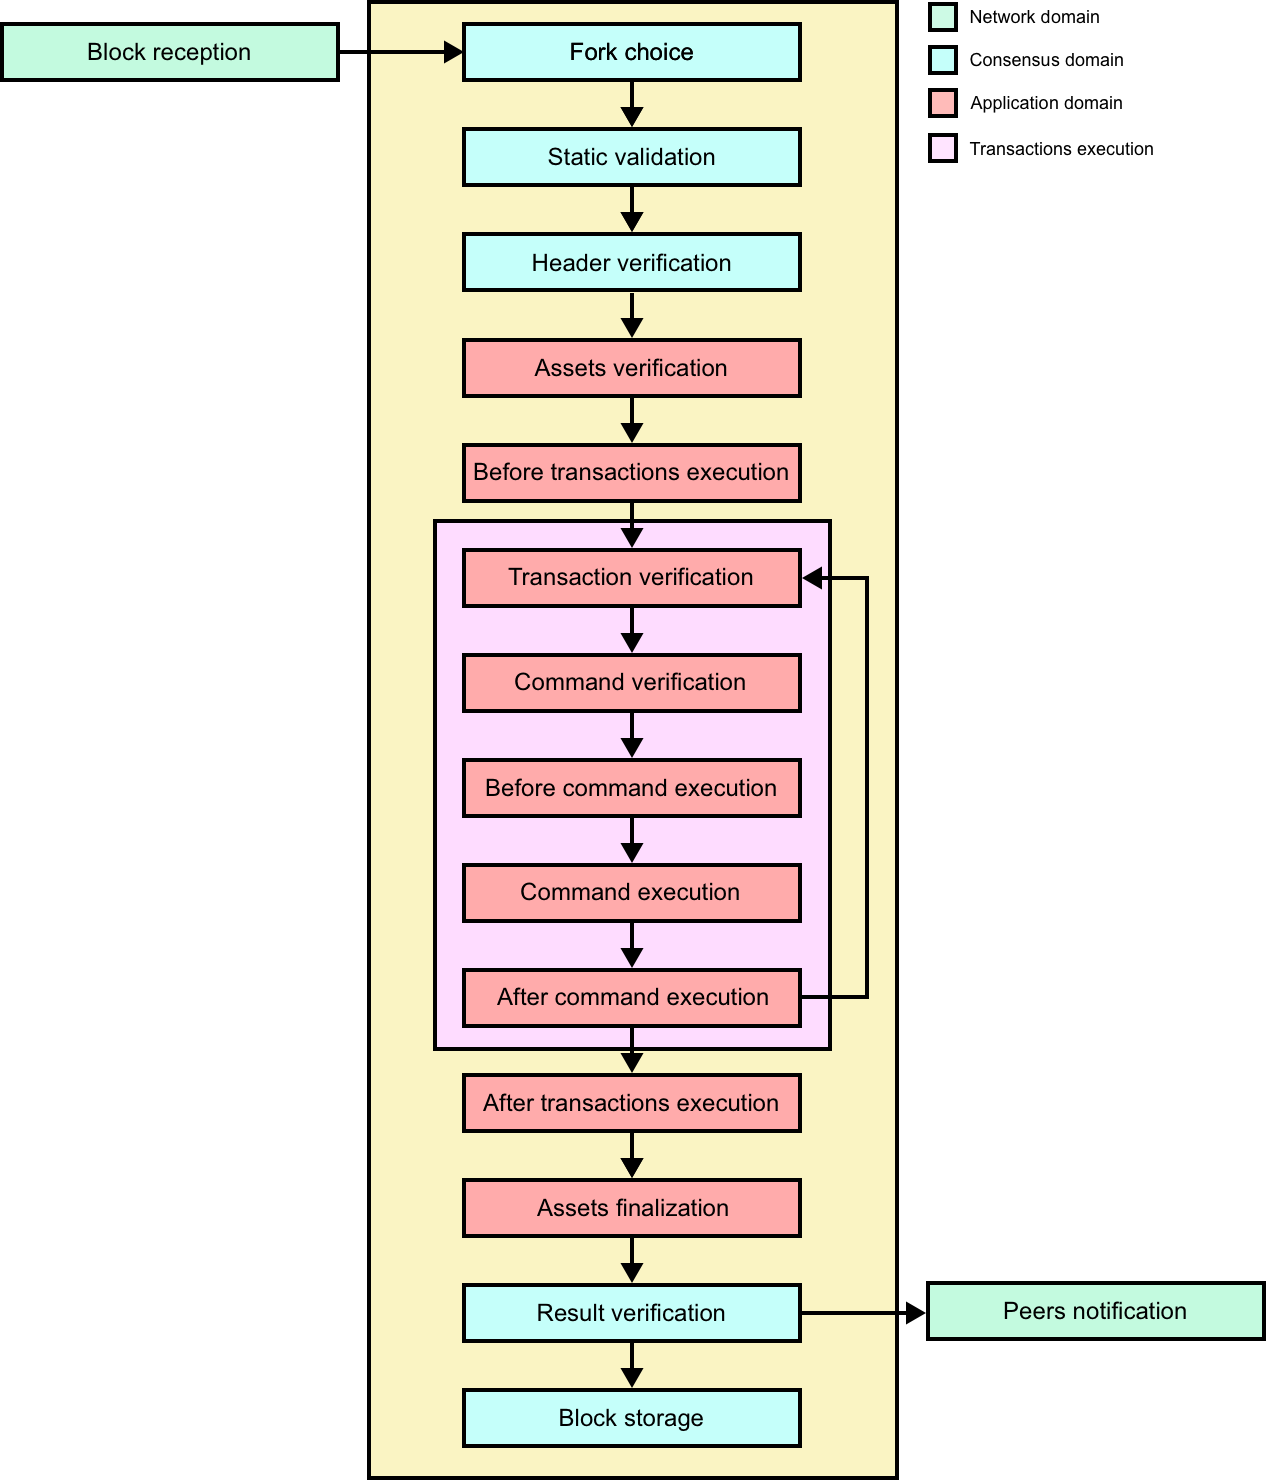 Block reception
Fork choice
Static validation
Header verification
Assets verification
Before transactions execution
Transaction verification
Command verification
Before command execution
Command execution
After command execution
After transactions execution
Assets finalization
Result verification
Peers notification
Block storage
Network domain
Consensus domain
Application domain
Transactions execution